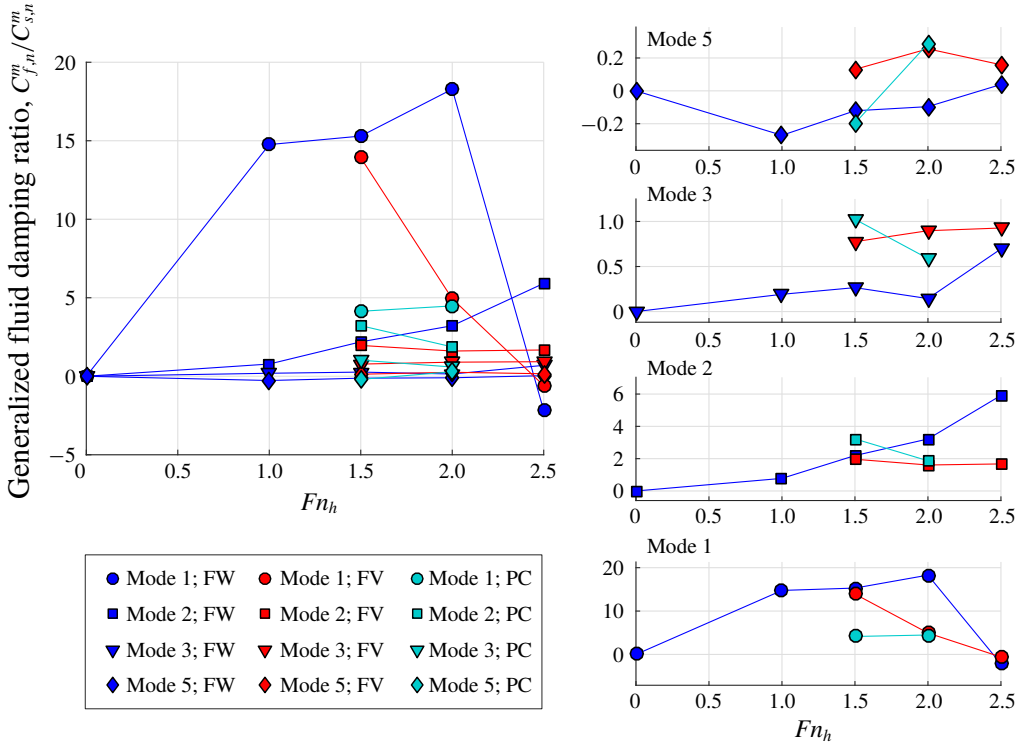 Generalized fluid damping ratio, C^m_{f,n}/C^m_{s,n}
20
15
10
5
0
−5
0 0.5 1.0 1.5 2.0 2.5
Fn_h
Mode 1; FW Mode 1; FV Mode 1; PC
Mode 2; FW Mode 2; FV Mode 2; PC
Mode 3; FW Mode 3; FV Mode 3; PC
Mode 5; FW Mode 5; FV Mode 5; PC
Mode 5
0.2
0
−0.2
0 0.5 1.0 1.5 2.0 2.5
Mode 3
1.0
0.5
0
0 0.5 1.0 1.5 2.0 2.5
Mode 2
6
4
2
0
0 0.5 1.0 1.5 2.0 2.5
Mode 1
20
10
0
0 0.5 1.0 1.5 2.0 2.5
Fn_h